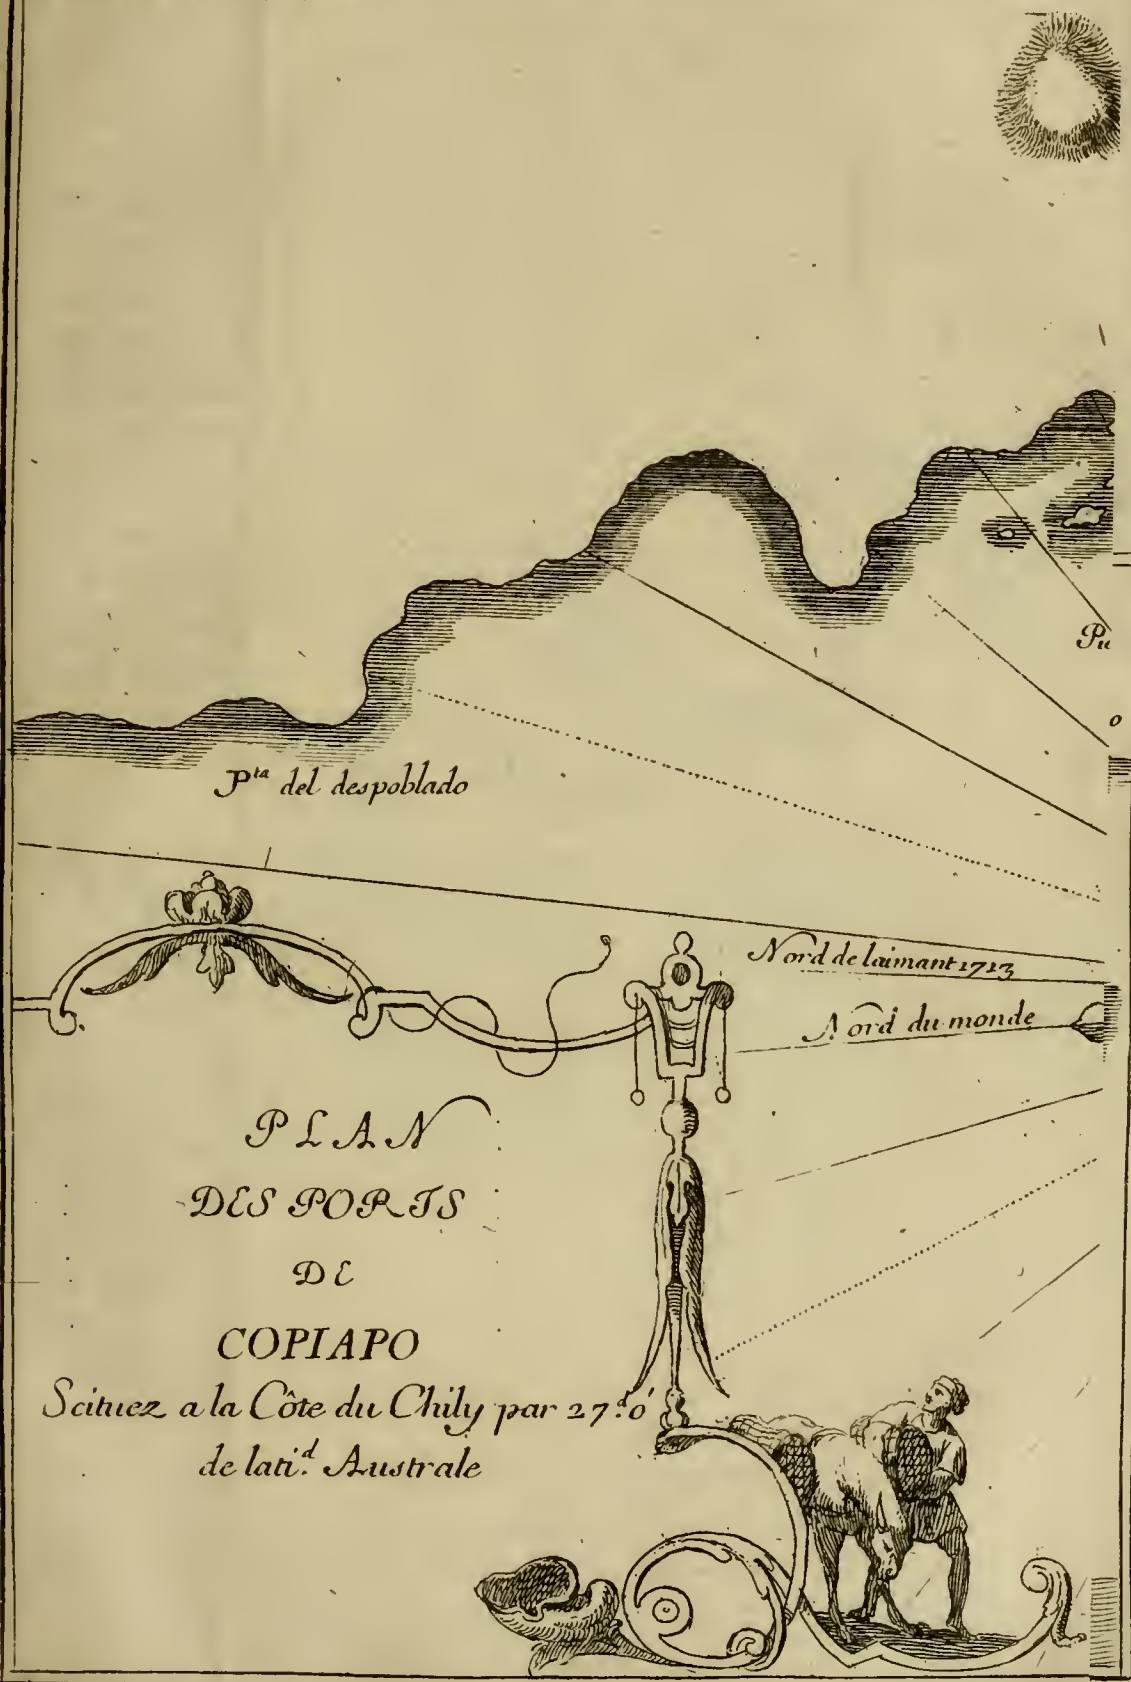 Pta del despoblado
Nord de laimant 1713
Nord du monde
PLAN
DES PORTS
DE
COPIAPO
Scituez a la Côte du Chily par 27.d 0'
de lati.d Australe